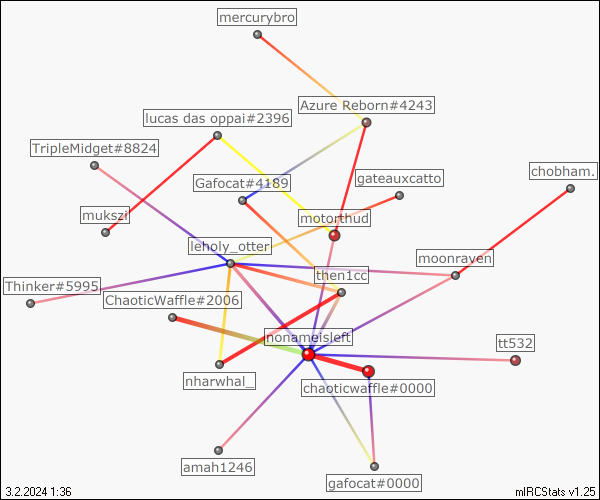 mercurybro
Azure Reborn#4243
lucas das oppai#2396
TripleMidget#8824
chobham.
Gafocat#4189
gateauxcatto
mukszi
motorthud
leholy_otter
moonraven
then1cc
Thinker#5995
ChaoticWaffle#2006
nonameisleft
tt532
nharwhal_
chaoticwaffle#0000
amah1246
gafocat#0000
3.2.2024 1:36
mIRCStats v1.25